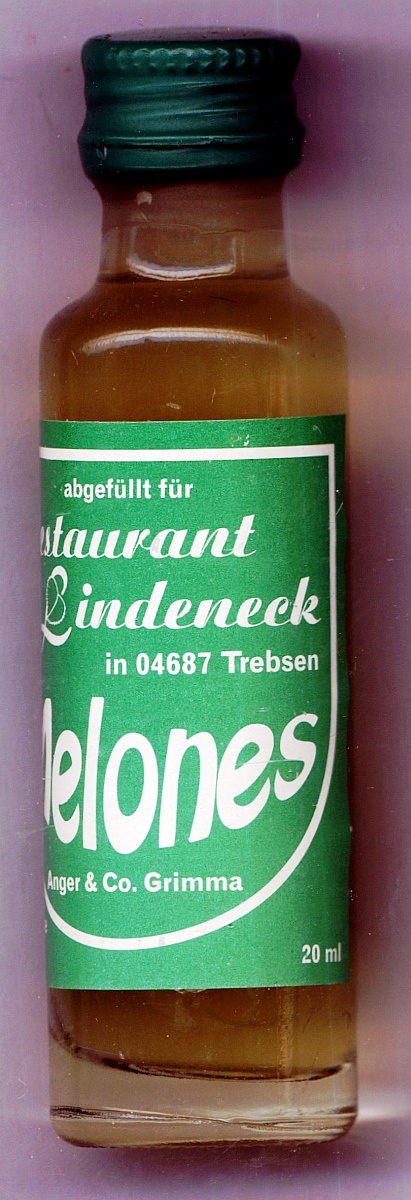 abgefüllt für
estaurant
Lindeneck
in 04687 Trebsen
elones
Anger & Co. Grimma
e
20 ml